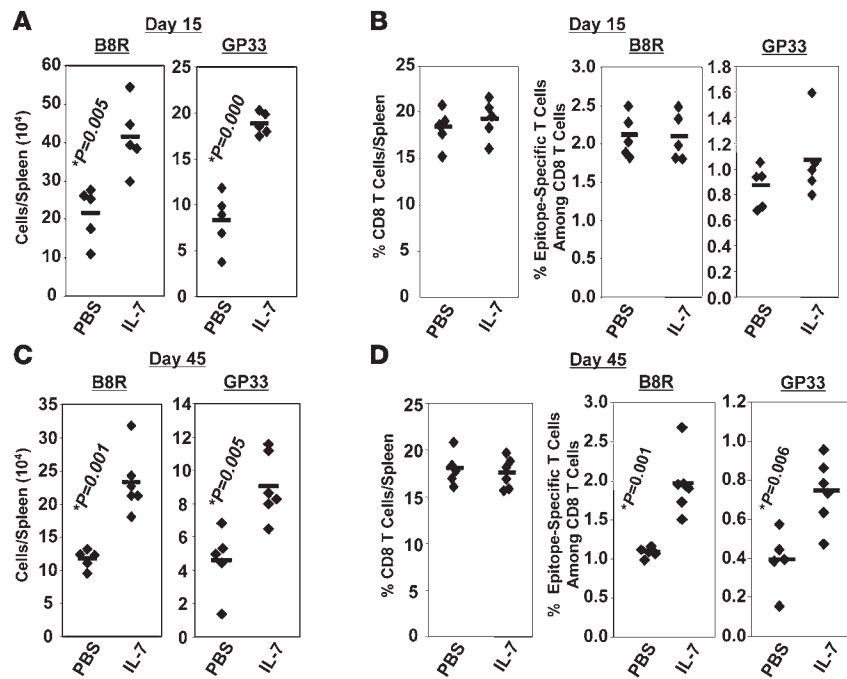 A
Day 15
B8R
GP33
Cells/Spleen (10⁴)
60
50
40
30
20
10
0
*P=0.005
PBS
IL-7
25
20
15
10
5
0
*P=0.000
PBS
IL-7
B
Day 15
B8R
GP33
% CD8 T Cells/Spleen
25
20
15
10
5
0
PBS
IL-7
% Epitope-Specific T Cells
Among CD8 T Cells
3.0
2.5
2.0
1.5
1.0
0.5
0.0
PBS
IL-7
1.8
1.6
1.4
1.2
1.0
0.8
0.6
0.4
0.2
0.0
PBS
IL-7
C
Day 45
B8R
GP33
Cells/Spleen (10⁴)
35
30
25
20
15
10
5
0
*P=0.001
PBS
IL-7
14
12
10
8
6
4
2
0
*P=0.005
PBS
IL-7
D
Day 45
B8R
GP33
% CD8 T Cells/Spleen
25
20
15
10
5
0
PBS
IL-7
% Epitope-Specific T Cells
Among CD8 T Cells
3.0
2.5
2.0
1.5
1.0
0.5
0.0
*P=0.001
PBS
IL-7
1.2
1.0
0.8
0.6
0.4
0.2
0.0
*P=0.006
PBS
IL-7